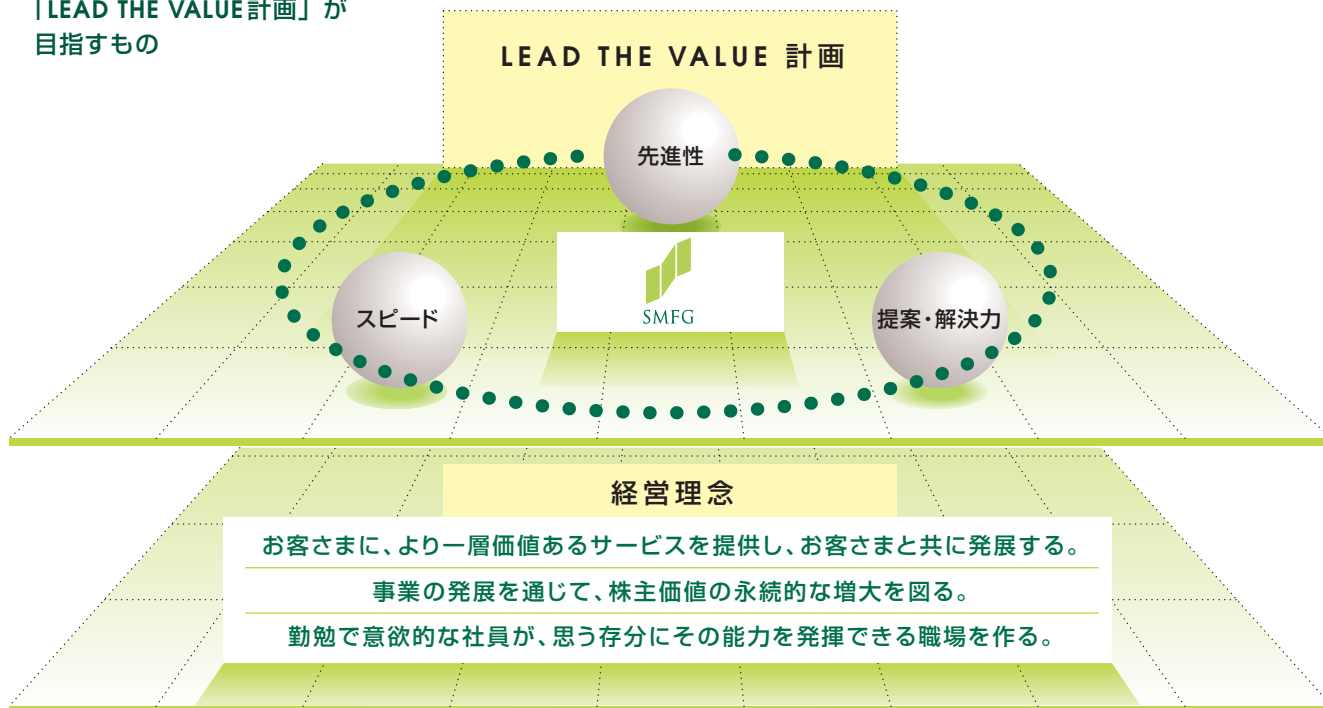 「LEAD THE VALUE計画」が
目指すもの
LEAD THE VALUE 計画
先進性
スピード
SMFG
提案・解決力
経営理念
お客さまに、より一層価値あるサービスを提供し、お客さまと共に発展する。
事業の発展を通じて、株主価値の永続的な増大を図る。
勤勉で意欲的な社員が、思う存分にその能力を発揮できる職場を作る。